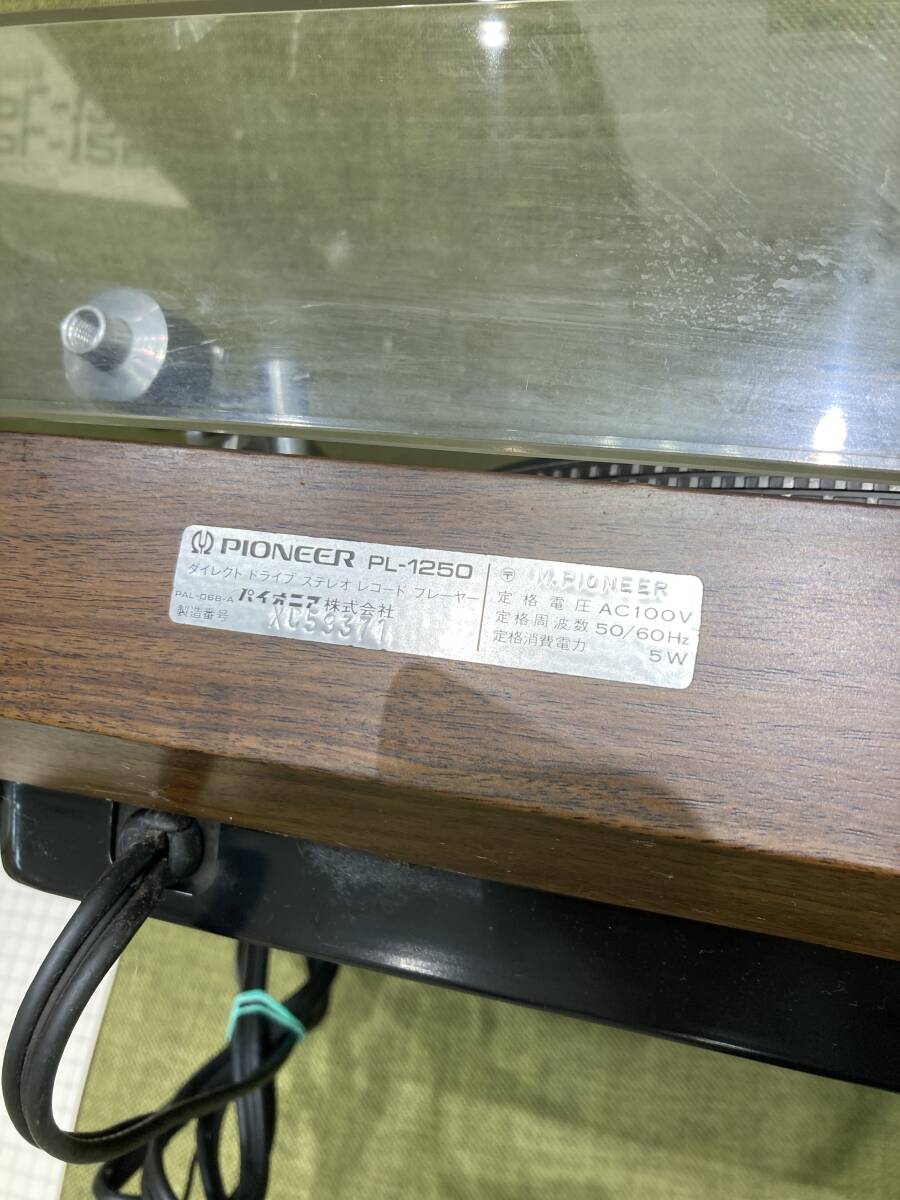 PIONEER PL-1250
ダイレクト ドライブ ステレオ レコード プレーヤー
PAL-068-A パイオニア株式会社
製造番号 XC59371
〒 M.PIONEER
定格電圧 AC100V
定格周波数 50/60Hz
定格消費電力 5W